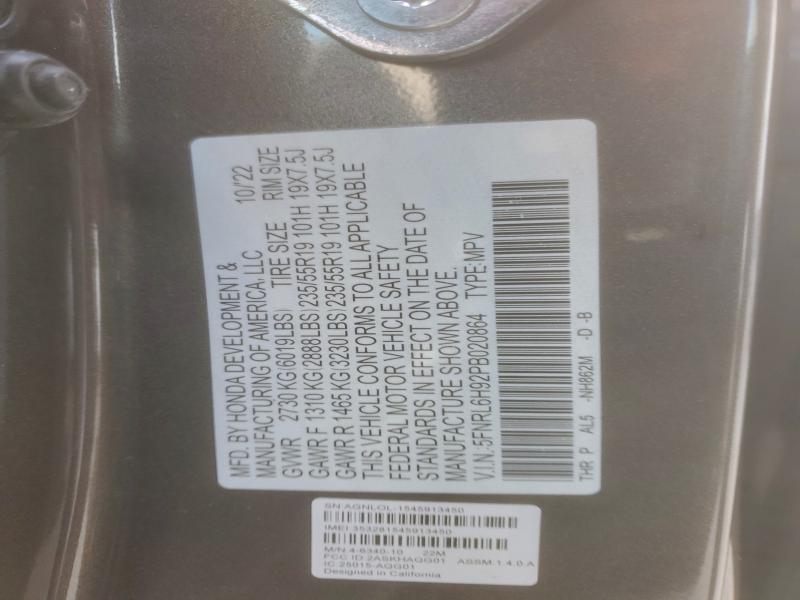 MFD. BY HONDA DEVELOPMENT &
MANUFACTURING OF AMERICA, LLC 10/'22
GVWR 2730 KG (6019LBS) TIRE SIZE RIM SIZE
GAWR F 1310 KG (2888LBS) 235/55R19 101H 19X7.5J
GAWR R 1465 KG (3230LBS) 235/55R19 101H 19X7.5J
THIS VEHICLE CONFORMS TO ALL APPLICABLE
FEDERAL MOTOR VEHICLE SAFETY
STANDARDS IN EFFECT ON THE DATE OF
MANUFACTURE SHOWN ABOVE.
V.I.N.:5FNRL6H92PB020864 TYPE:MPV
THR P AL5 -NH862M -D -B
SN:AGNLOL-1545913450
IMEI 353281545913450
M/N:4-6340-10 22M
FCC ID:2ASKHAQG01 ASSM.1.4.0-A
IC:25015-AQG01
Designed in California